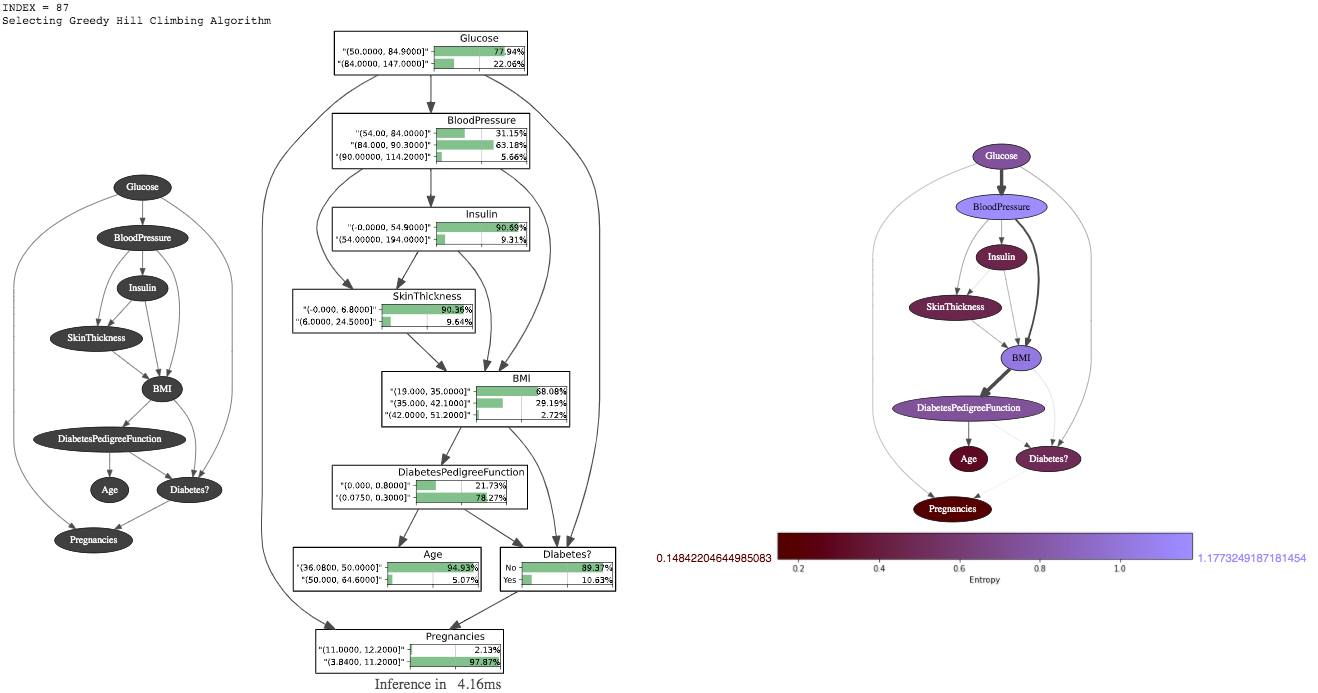 INDEX = 87
Selecting Greedy Hill Climbing Algorithm
Glucose
BloodPressure
Insulin
SkinThickness
BMI
DiabetesPedigreeFunction
Age
Diabetes?
Pregnancies
Glucose
"(50.0000, 84.9000]" 77.94%
"(84.0000, 147.0000]" 22.06%
BloodPressure
"(54.00, 84.0000]" 31.15%
"(84.000, 90.3000]" 63.18%
"(90.00000, 114.2000]" 5.66%
Insulin
"(-0.0000, 54.9000]" 90.69%
"(54.00000, 194.0000]" 9.31%
SkinThickness
"(-0.000, 6.8000]" 90.36%
"(6.0000, 24.5000]" 9.64%
BMI
"(19.000, 35.0000]" 68.08%
"(35.000, 42.1000]" 29.19%
"(42.0000, 51.2000]" 2.72%
DiabetesPedigreeFunction
"(0.000, 0.8000]" 21.73%
"(0.0750, 0.3000]" 78.27%
Age
"(36.0800, 50.0000]" 94.93%
"(50.000, 64.6000]" 5.07%
Diabetes?
No 89.37%
Yes 10.63%
Pregnancies
"(11.0000, 12.2000]" 2.13%
"(3.8400, 11.2000]" 97.87%
Inference in 4.16ms
Glucose
BloodPressure
Insulin
SkinThickness
BMI
DiabetesPedigreeFunction
Age
Diabetes?
Pregnancies
0.14842204644985083
1.1773249187181454
0.2 0.4 0.6 0.8 1.0
Entropy